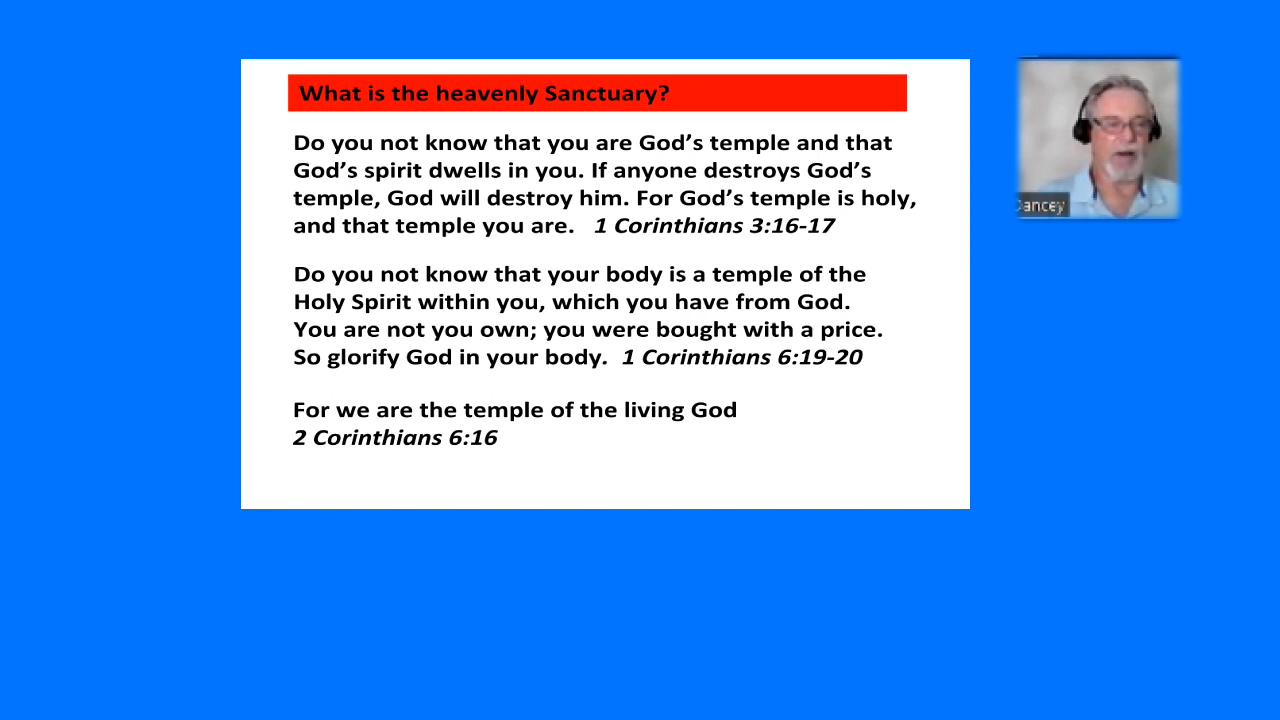 What is the heavenly Sanctuary?
Do you not know that you are God’s temple and that
God’s spirit dwells in you. If anyone destroys God’s
temple, God will destroy him. For God’s temple is holy,
and that temple you are. 1 Corinthians 3:16-17
Do you not know that your body is a temple of the
Holy Spirit within you, which you have from God.
You are not you own; you were bought with a price.
So glorify God in your body. 1 Corinthians 6:19-20
For we are the temple of the living God
2 Corinthians 6:16
Dancey